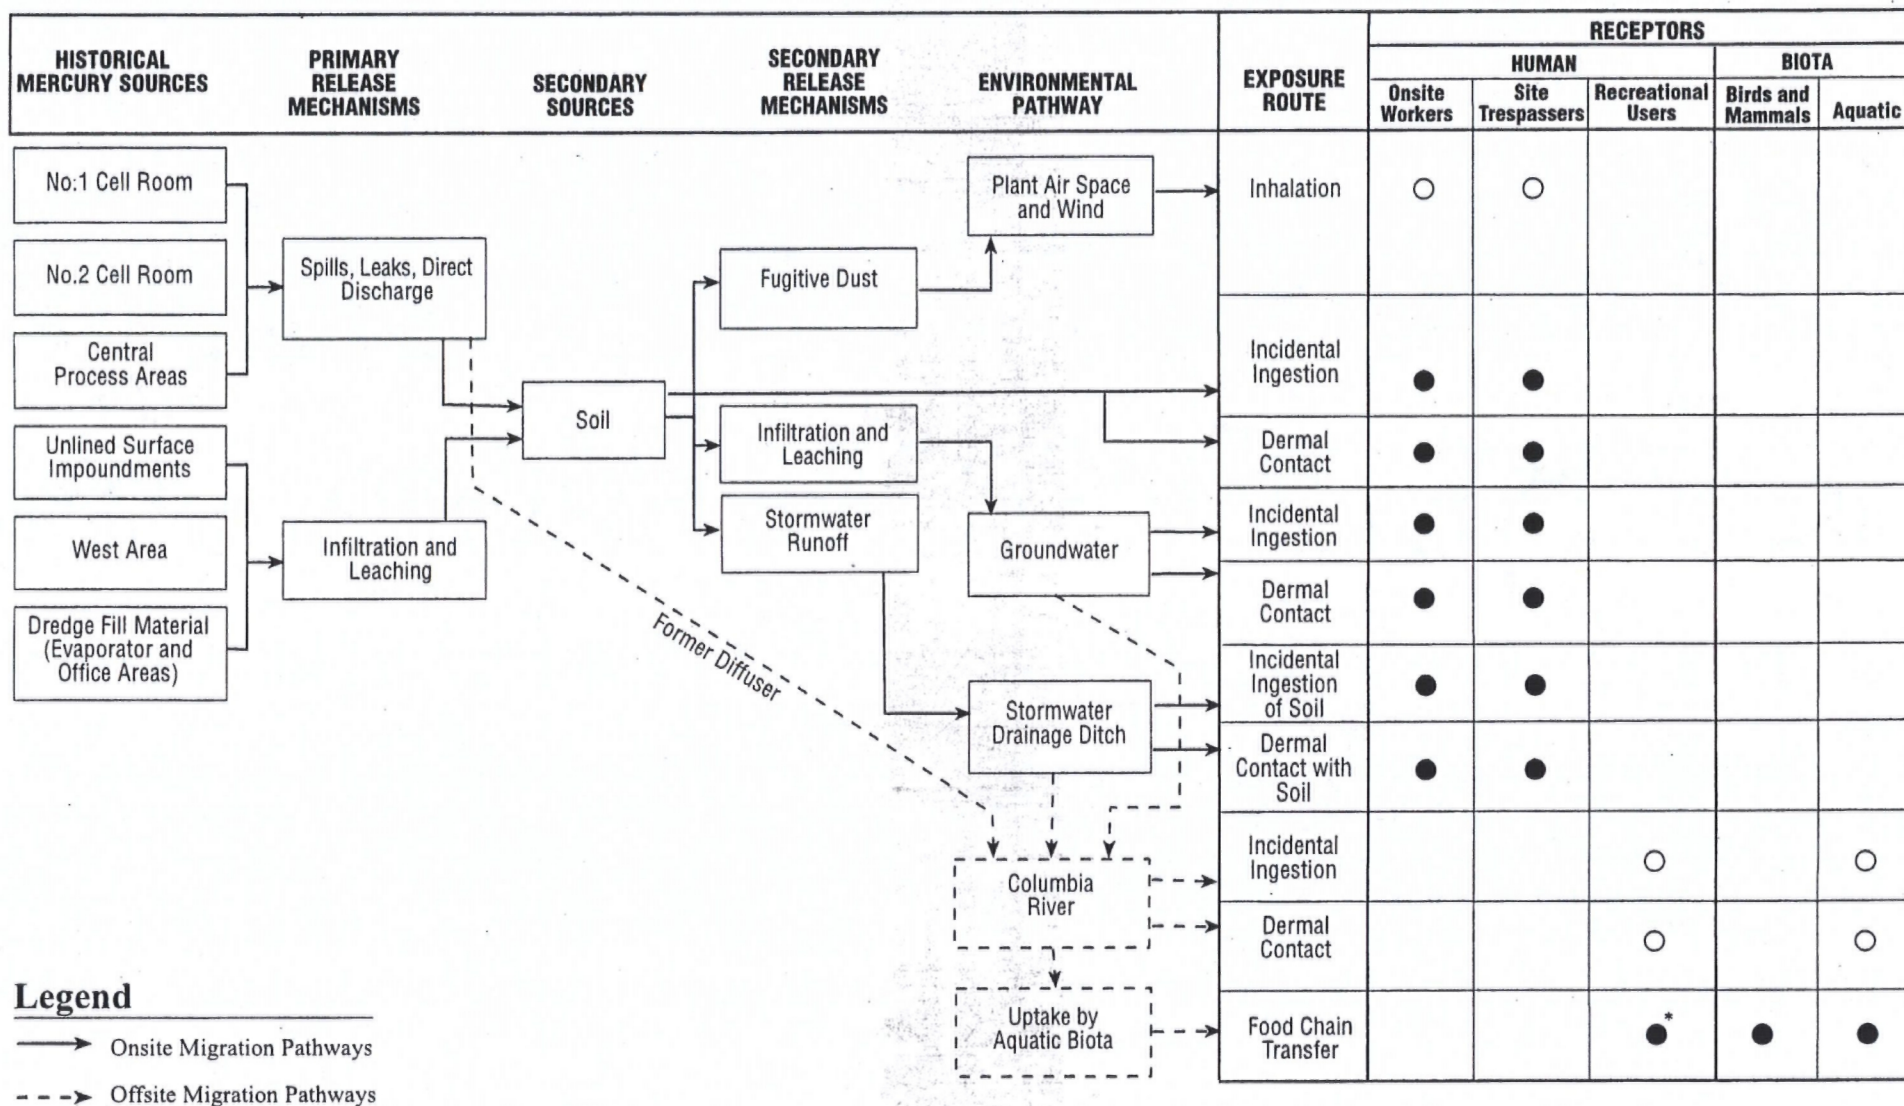 HISTORICAL
MERCURY SOURCES
PRIMARY
RELEASE
MECHANISMS
SECONDARY
SOURCES
SECONDARY
RELEASE
MECHANISMS
ENVIRONMENTAL
PATHWAY
EXPOSURE
ROUTE
RECEPTORS
HUMAN
BIOTA
Onsite
Workers
Site
Trespassers
Recreational
Users
Birds and
Mammals
Aquatic
No:1 Cell Room
No.2 Cell Room
Central
Process Areas
Unlined Surface
Impoundments
West Area
Dredge Fill Material
(Evaporator and
Office Areas)
Spills, Leaks, Direct
Discharge
Infiltration and
Leaching
Soil
Former Diffuser
Fugitive Dust
Infiltration and
Leaching
Stormwater
Runoff
Plant Air Space
and Wind
Groundwater
Stormwater
Drainage Ditch
Columbia
River
Uptake by
Aquatic Biota
Inhalation
Incidental
Ingestion
Dermal
Contact
Incidental
Ingestion
Dermal
Contact
Incidental
Ingestion
of Soil
Dermal
Contact with
Soil
Incidental
Ingestion
Dermal
Contact
Food Chain
Transfer
*
Legend
Onsite Migration Pathways
Offsite Migration Pathways